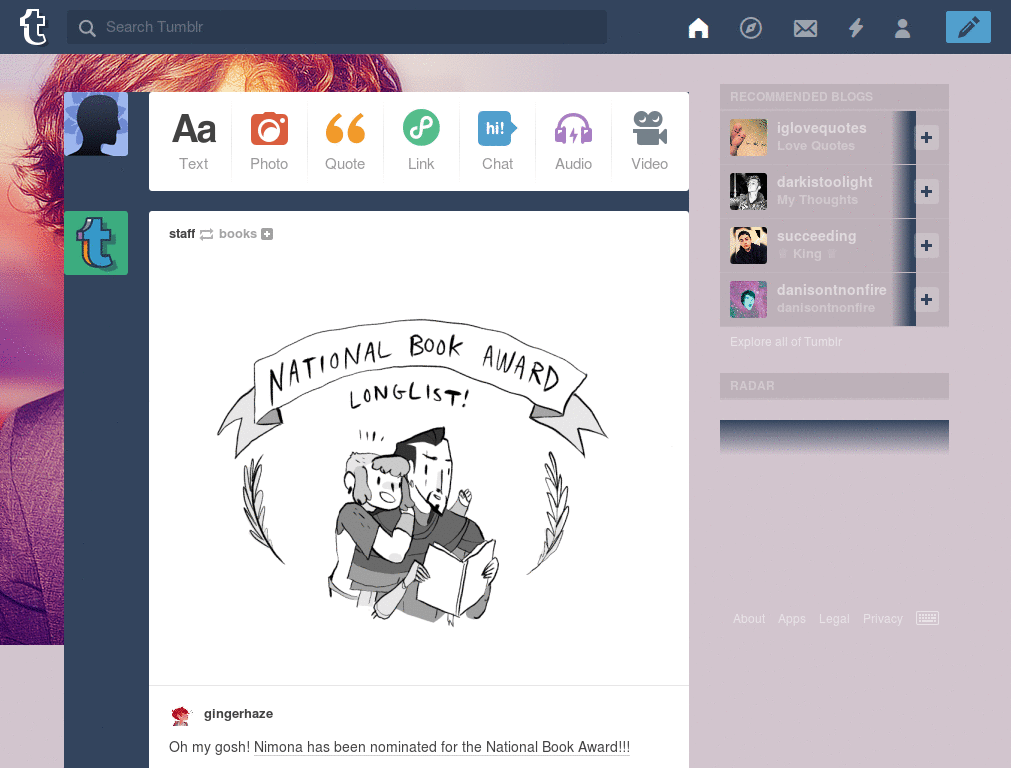 t
Search Tumblr
Aa
hi!
Text
Photo
Quote
Link
Chat
Audio
Video
t
staff books
NATIONAL BOOK AWARD
LONGLIST!
gingerhaze
Oh my gosh! Nimona has been nominated for the National Book Award!!!
RECOMMENDED BLOGS
iglovequotes
Love Quotes
darkistoolight
My Thoughts
succeeding
King
danisontnonfire
danisontnonfire
Explore all of Tumblr
RADAR
About Apps Legal Privacy